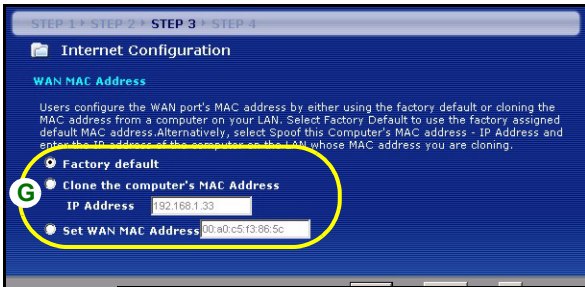 STEP 1 STEP 2 STEP 3 STEP 4
Internet Configuration
WAN MAC Address
Users configure the WAN port's MAC address by either using the factory default or cloning the
MAC address from a computer on your LAN. Select Factory Default to use the factory assigned
default MAC address.Alternatively, select Spoof this Computer's MAC address - IP Address and
enter the IP address of the computer on the LAN whose MAC address you are cloning.
Factory default
G
Clone the computer's MAC Address
IP Address 192.168.1.33
Set WAN MAC Address 00:a0:c5:f3:86:5c